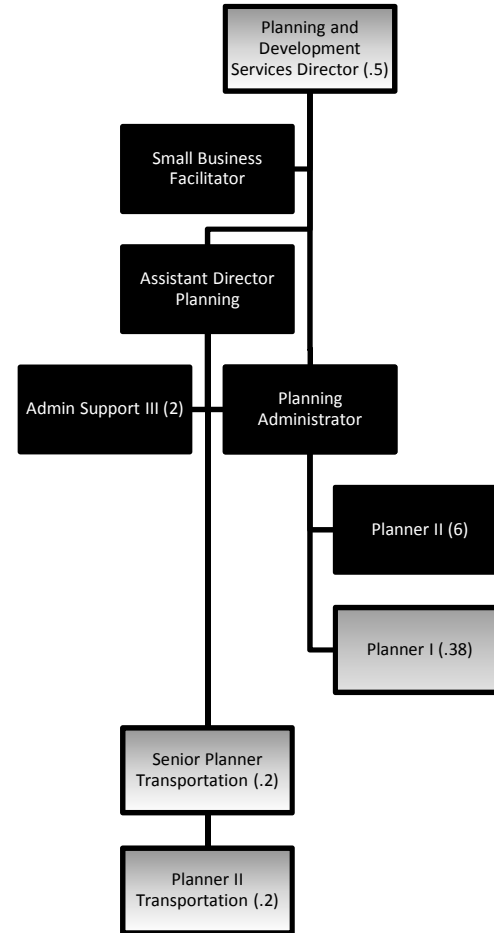 Planning and
Development
Services Director (.5)
Small Business
Facilitator
Assistant Director
Planning
Admin Support III (2)
Planning
Administrator
Planner II (6)
Planner I (.38)
Senior Planner
Transportation (.2)
Planner II
Transportation (.2)